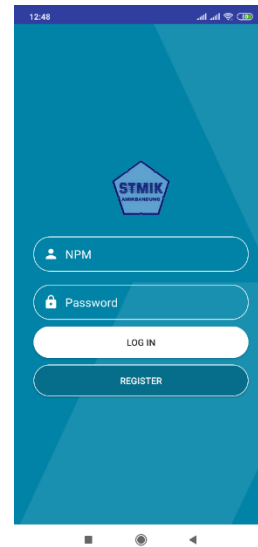 12:48
STMIK
AMIKBANDUNG
NPM
Password
LOG IN
REGISTER